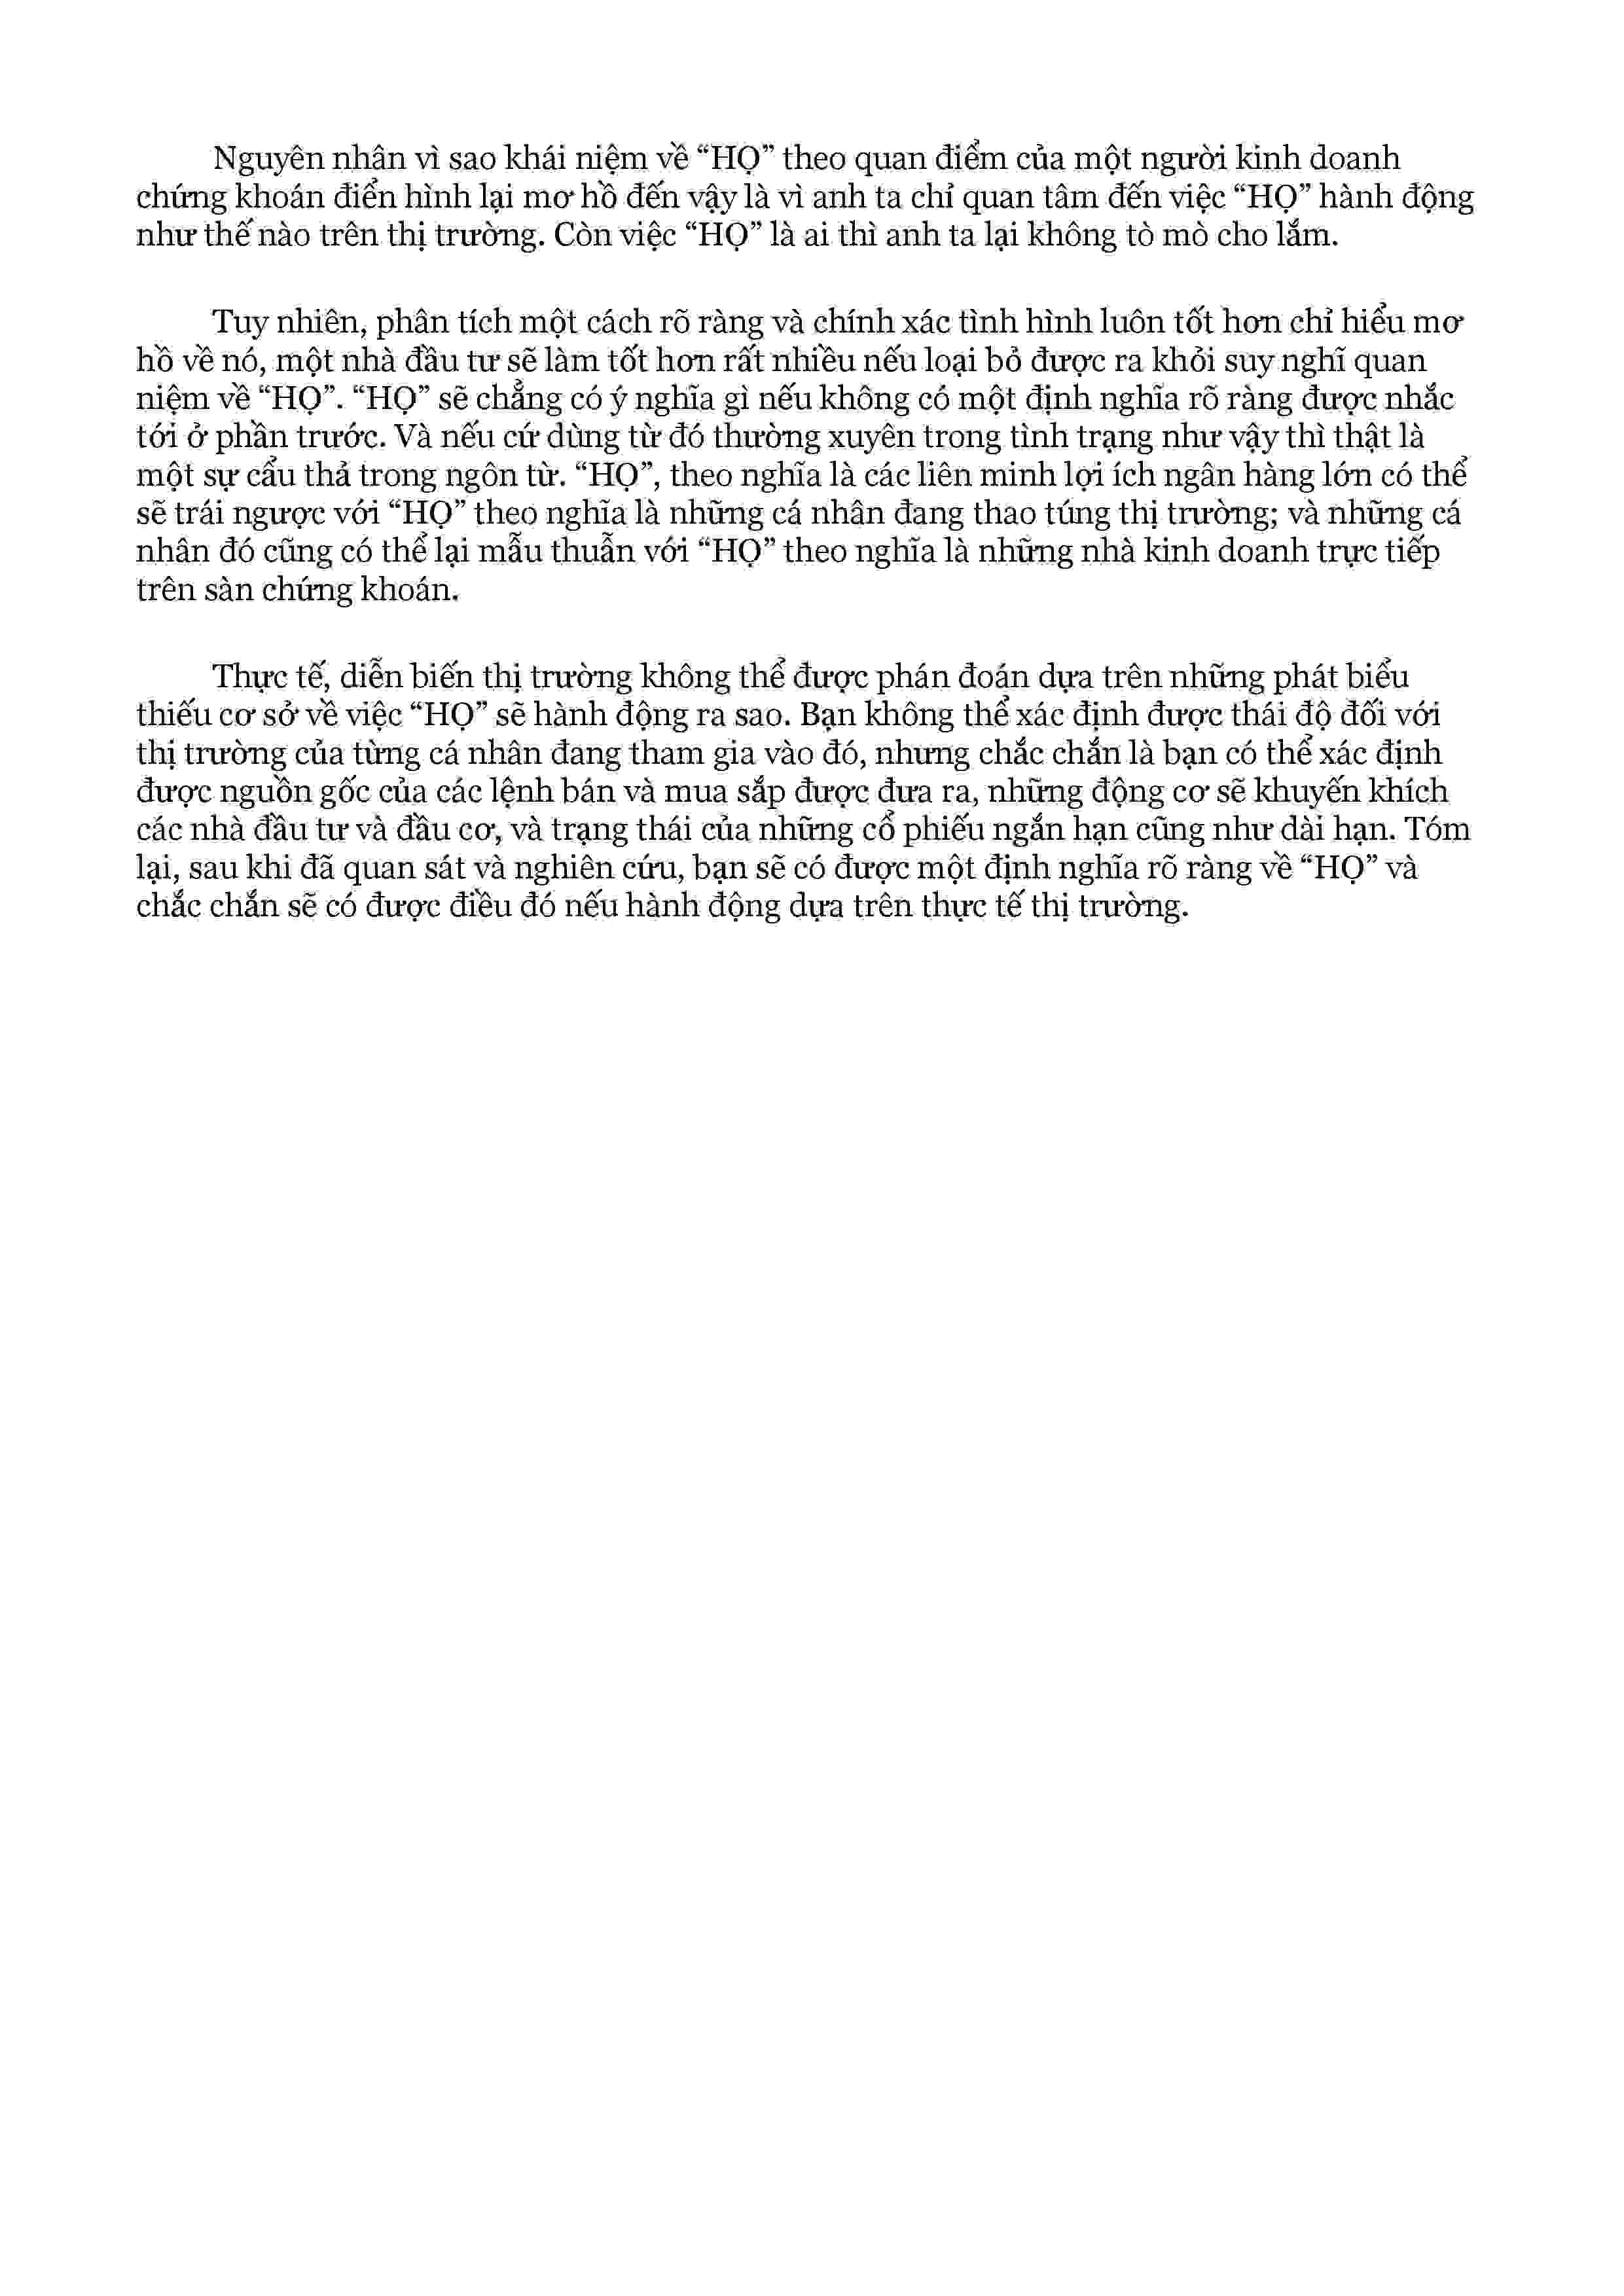 Nguyên nhân vì sao khái niệm về “HỌ” theo quan điểm của một người kinh doanh
chứng khoán điển hình lại mơ hồ đến vậy là vì anh ta chỉ quan tâm đến việc “HỌ” hành động
như thế nào trên thị trường. Còn việc “HỌ” là ai thì anh ta lại không tò mò cho lắm.
Tuy nhiên, phân tích một cách rõ ràng và chính xác tình hình luôn tốt hơn chỉ hiểu mơ
hồ về nó, một nhà đầu tư sẽ làm tốt hơn rất nhiều nếu loại bỏ được ra khỏi suy nghĩ quan
niệm về “HỌ”. “HỌ” sẽ chẳng có ý nghĩa gì nếu không có một định nghĩa rõ ràng được nhắc
tới ở phần trước. Và nếu cứ dùng từ đó thường xuyên trong tình trạng như vậy thì thật là
một sự cẩu thả trong ngôn từ. “HỌ”, theo nghĩa là các liên minh lợi ích ngân hàng lớn có thể
sẽ trái ngược với “HỌ” theo nghĩa là những cá nhân đang thao túng thị trường; và những cá
nhân đó cũng có thể lại mẫu thuẫn với “HỌ” theo nghĩa là những nhà kinh doanh trực tiếp
trên sàn chứng khoán.
Thực tế, diễn biến thị trường không thể được phán đoán dựa trên những phát biểu
thiếu cơ sở về việc “HỌ” sẽ hành động ra sao. Bạn không thể xác định được thái độ đối với
thị trường của từng cá nhân đang tham gia vào đó, nhưng chắc chắn là bạn có thể xác định
được nguồn gốc của các lệnh bán và mua sắp được đưa ra, những động cơ sẽ khuyến khích
các nhà đầu tư và đầu cơ, và trạng thái của những cổ phiếu ngắn hạn cũng như dài hạn. Tóm
lại, sau khi đã quan sát và nghiên cứu, bạn sẽ có được một định nghĩa rõ ràng về “HỌ” và
chắc chắn sẽ có được điều đó nếu hành động dựa trên thực tế thị trường.